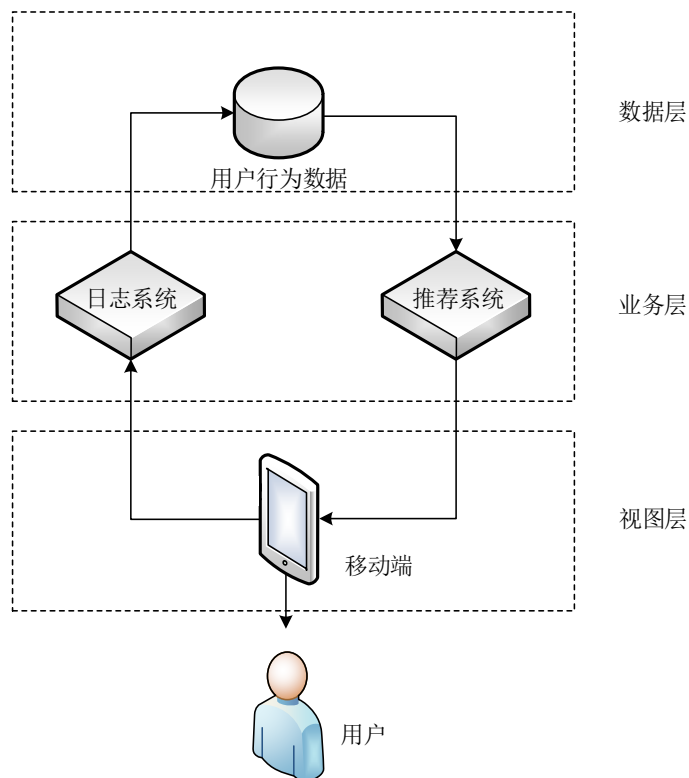 数据层
用户行为数据
日志系统
推荐系统
业务层
视图层
移动端
用户